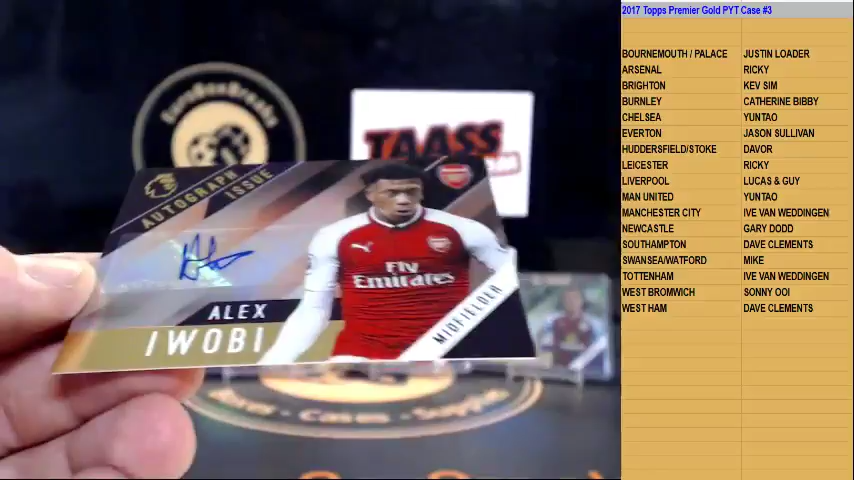 2017 Topps Premier Gold PYT Case #3
BOURNEMOUTH / PALACE JUSTIN LOADER
ARSENAL RICKY
BRIGHTON KEV SIM
BURNLEY CATHERINE BIBBY
CHELSEA YUNTAO
EVERTON JASON SULLIVAN
HUDDERSFIELD/STOKE DAVOR
LEICESTER RICKY
LIVERPOOL LUCAS & GUY
MAN UNITED YUNTAO
MANCHESTER CITY IVE VAN WEDDINGEN
NEWCASTLE GARY DODD
SOUTHAMPTON DAVE CLEMENTS
SWANSEA/WATFORD MIKE
TOTTENHAM IVE VAN WEDDINGEN
WEST BROMWICH SONNY OOI
WEST HAM DAVE CLEMENTS
TAASS
AUTOGRAPH ISSUE
Fly
Emirates
ALEX
IWOBI
MIDFIELDER